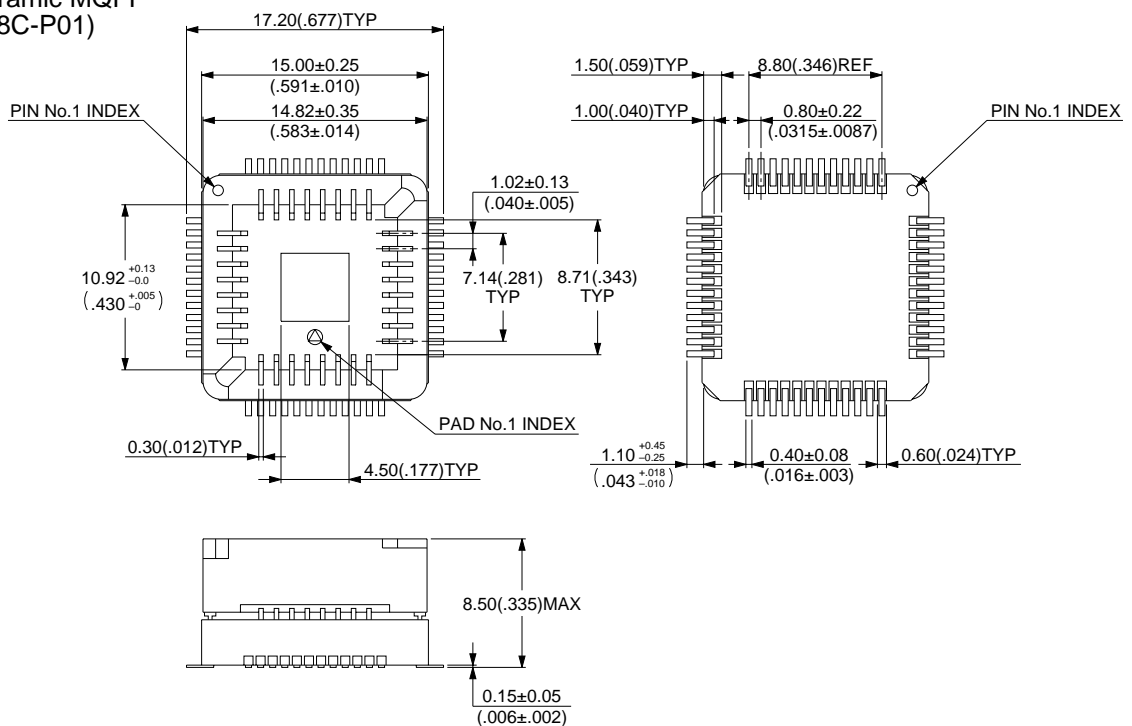 8C-P01)
17.20(.677)TYP
15.00±0.25
(.591±.010)
14.82±0.35
(.583±.014)
PIN No.1 INDEX
1.02±0.13
(.040±.005)
10.92 +0.13 –0.0
(.430 +.005 –0)
7.14(.281)
TYP
8.71(.343)
TYP
PAD No.1 INDEX
0.30(.012)TYP
4.50(.177)TYP
1.50(.059)TYP
8.80(.346)REF
1.00(.040)TYP
0.80±0.22
(.0315±.0087)
PIN No.1 INDEX
1.10 +0.45 –0.25
(.043 +.018 –.010)
0.40±0.08
(.016±.003)
0.60(.024)TYP
8.50(.335)MAX
0.15±0.05
(.006±.002)